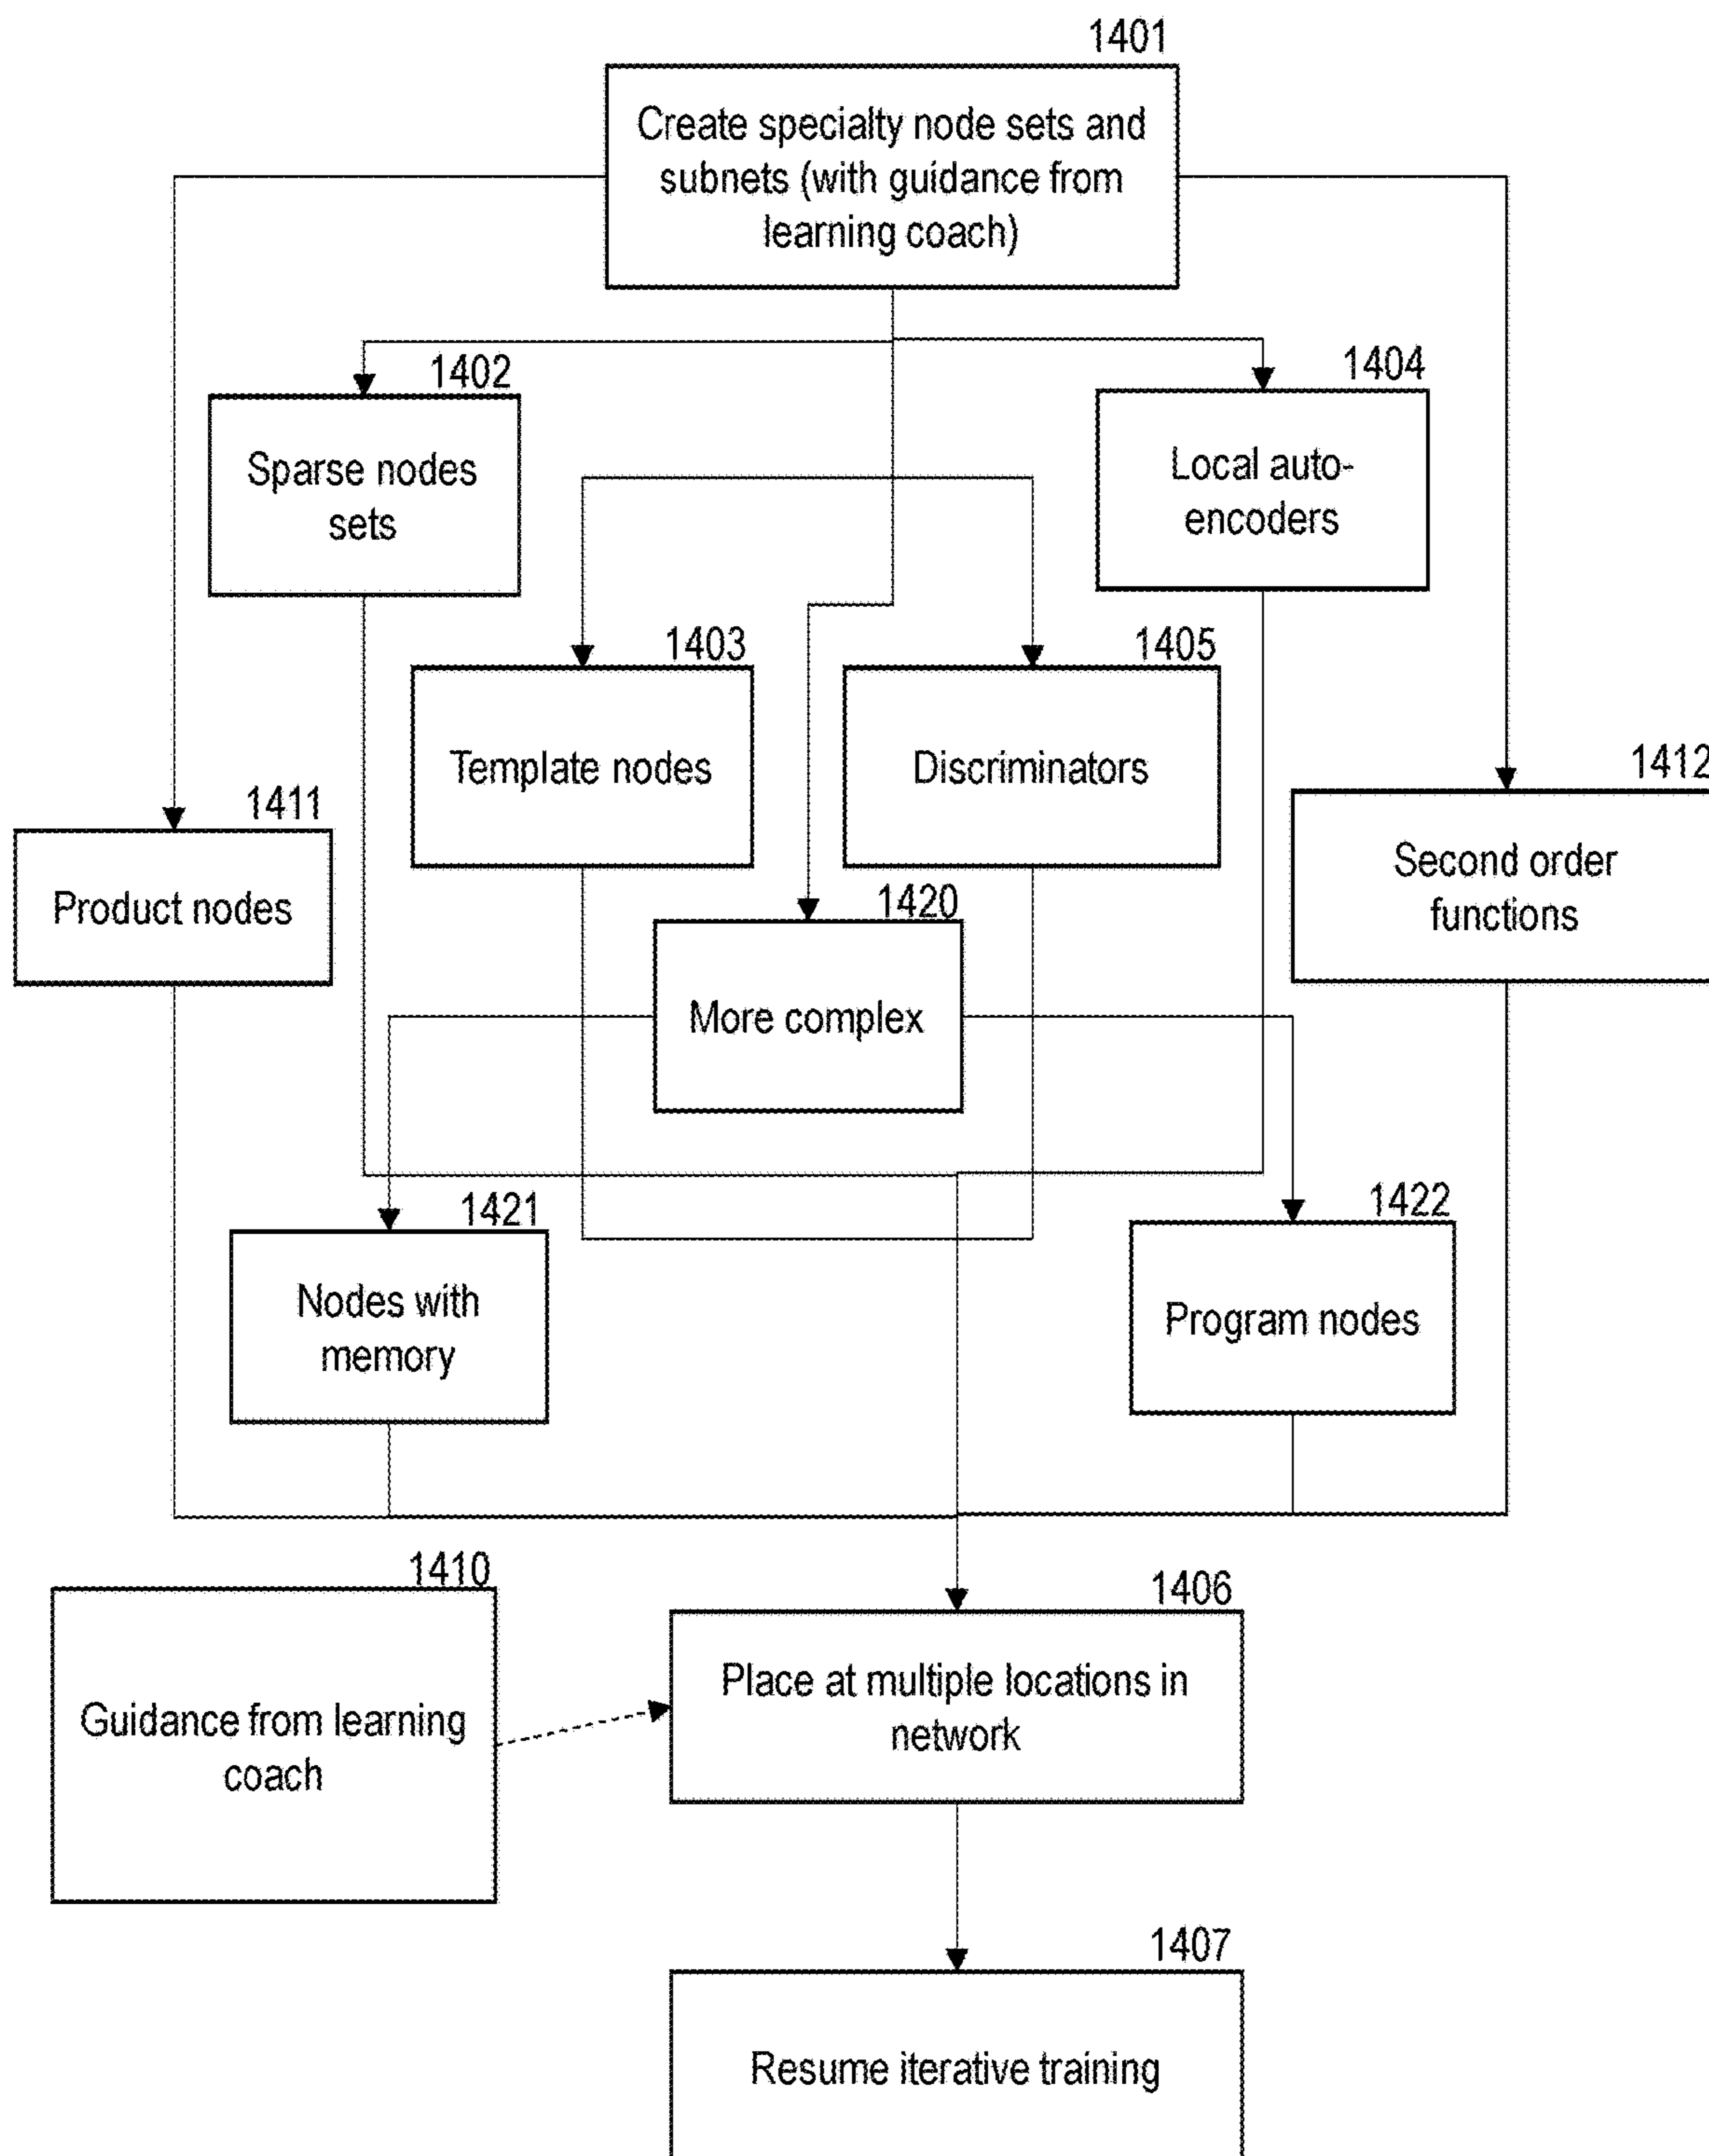 1401
Create specialty node sets and
subnets (with guidance from
learning coach)
1402
Sparse nodes
sets
1404
Local auto-
encoders
1403
Template nodes
1405
Discriminators
1411
Product nodes
1412
Second order
functions
1420
More complex
1421
Nodes with
memory
1422
Program nodes
1410
Guidance from learning
coach
1406
Place at multiple locations in
network
1407
Resume iterative training